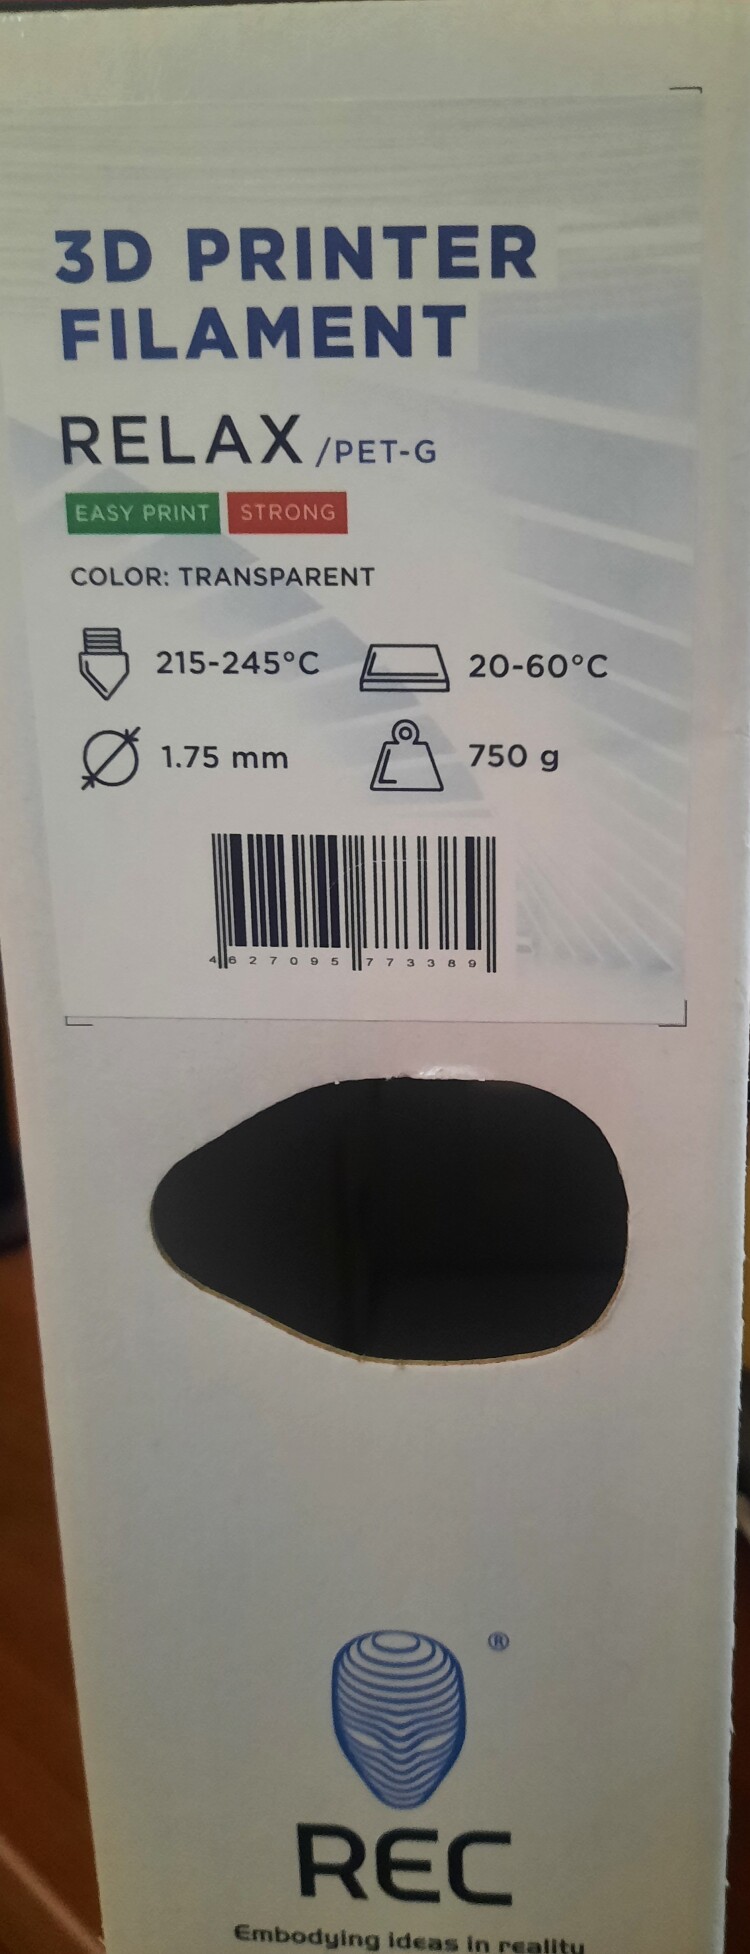 3D PRINTER
FILAMENT
RELAX /PET-G
EASY PRINT STRONG
COLOR: TRANSPARENT
215-245°C 20-60°C
1.75 mm 750 g
4 627095 773389
®
REC
Embodying ideas in reality